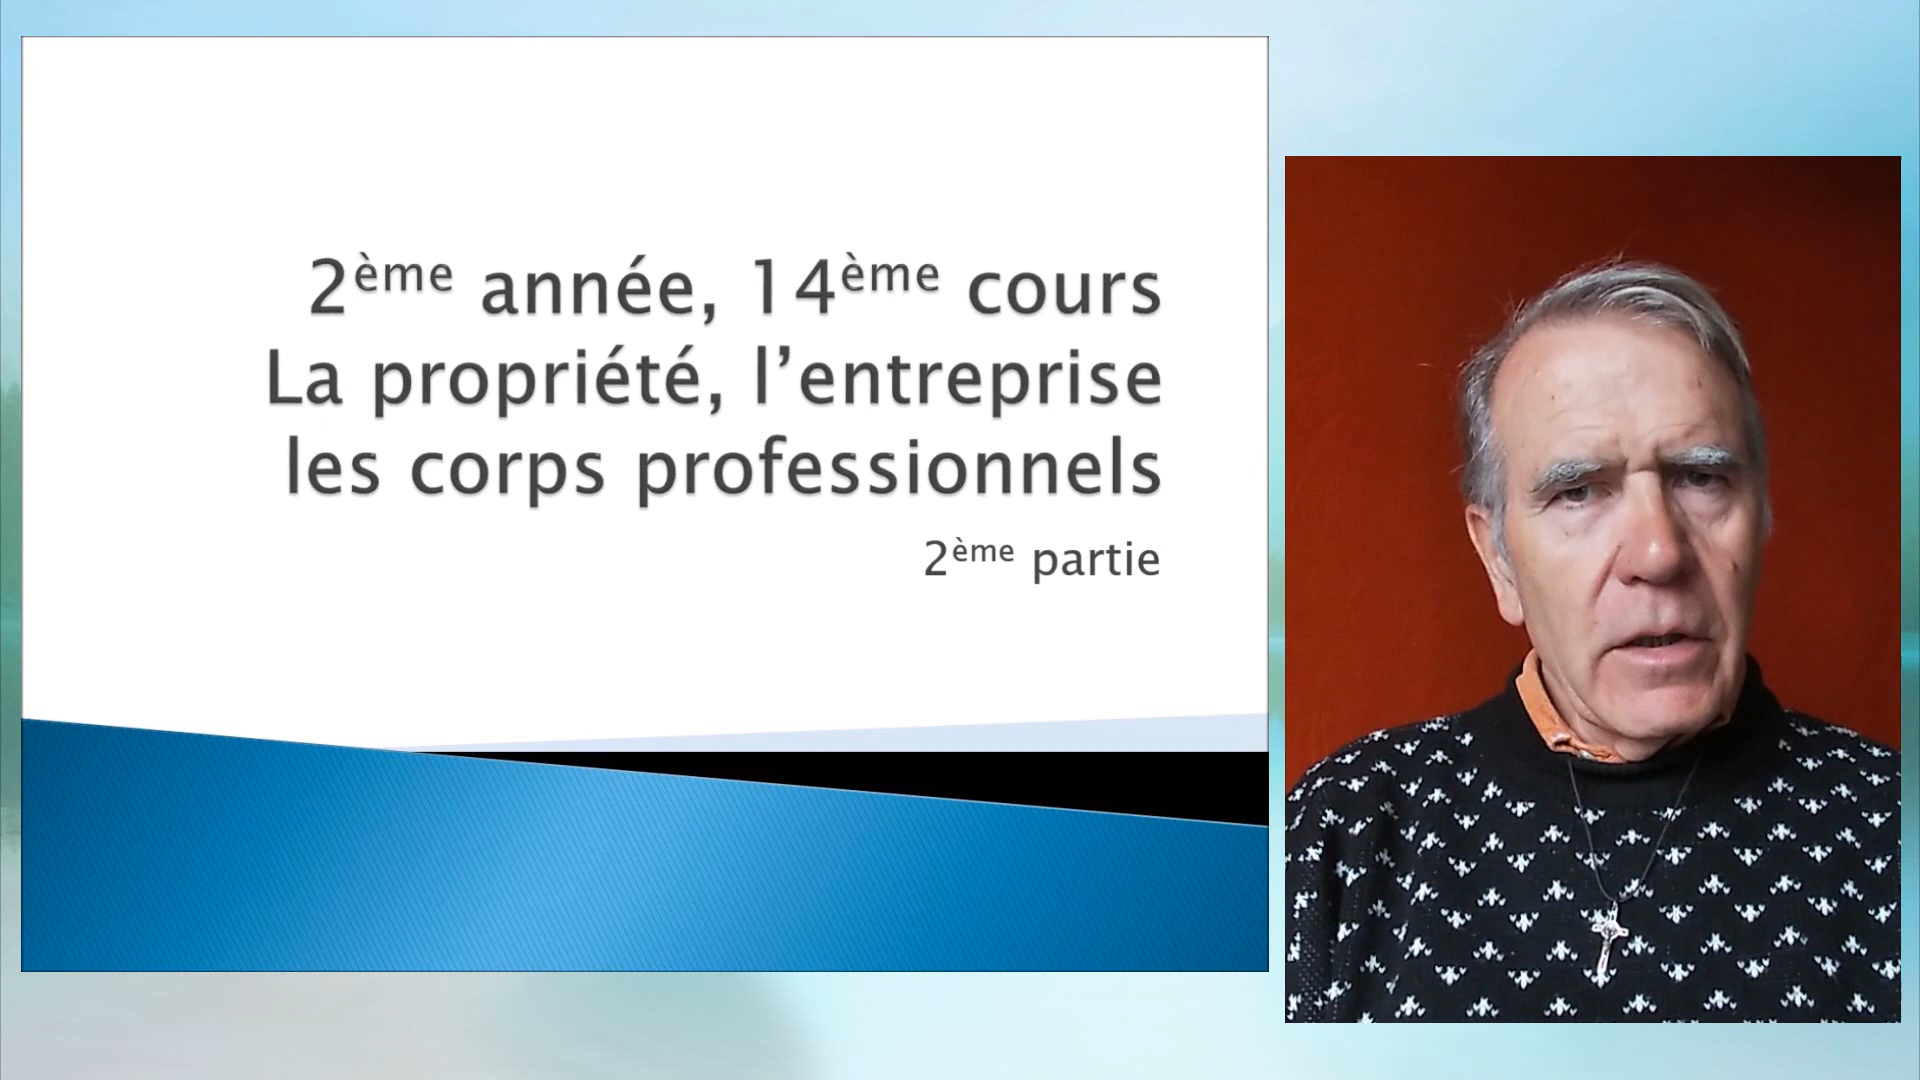 2ème année, 14ème cours
La propriété, l’entreprise
les corps professionnels
2ème partie